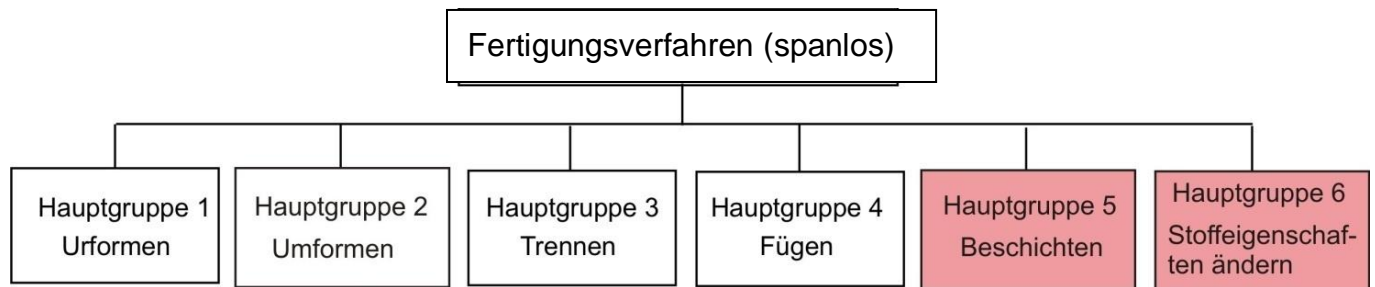 Fertigungsverfahren (spanlos)
Hauptgruppe 1
Urformen
Hauptgruppe 2
Umformen
Hauptgruppe 3
Trennen
Hauptgruppe 4
Fügen
Hauptgruppe 5
Beschichten
Hauptgruppe 6
Stoffeigenschaf-
ten ändern